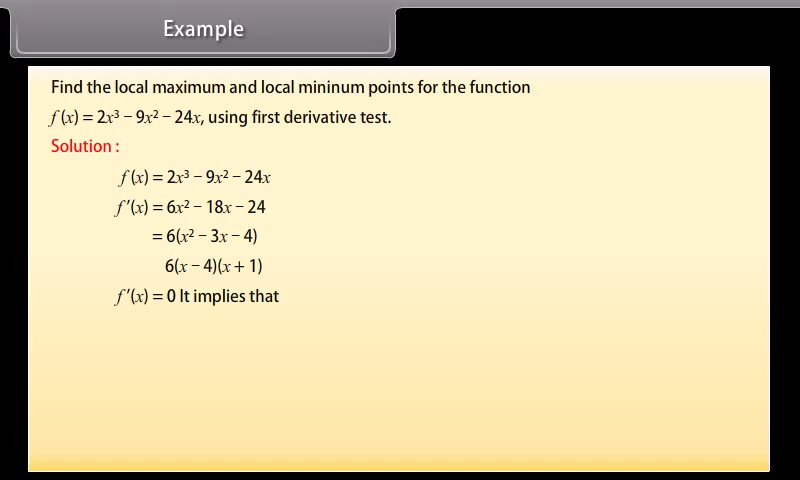 Example
Find the local maximum and local mininum points for the function
f (x) = 2x³ − 9x² − 24x, using first derivative test.
Solution :
f (x) = 2x³ − 9x² − 24x
f ′(x) = 6x² − 18x − 24
= 6(x² − 3x − 4)
6(x − 4)(x + 1)
f ′(x) = 0 It implies that